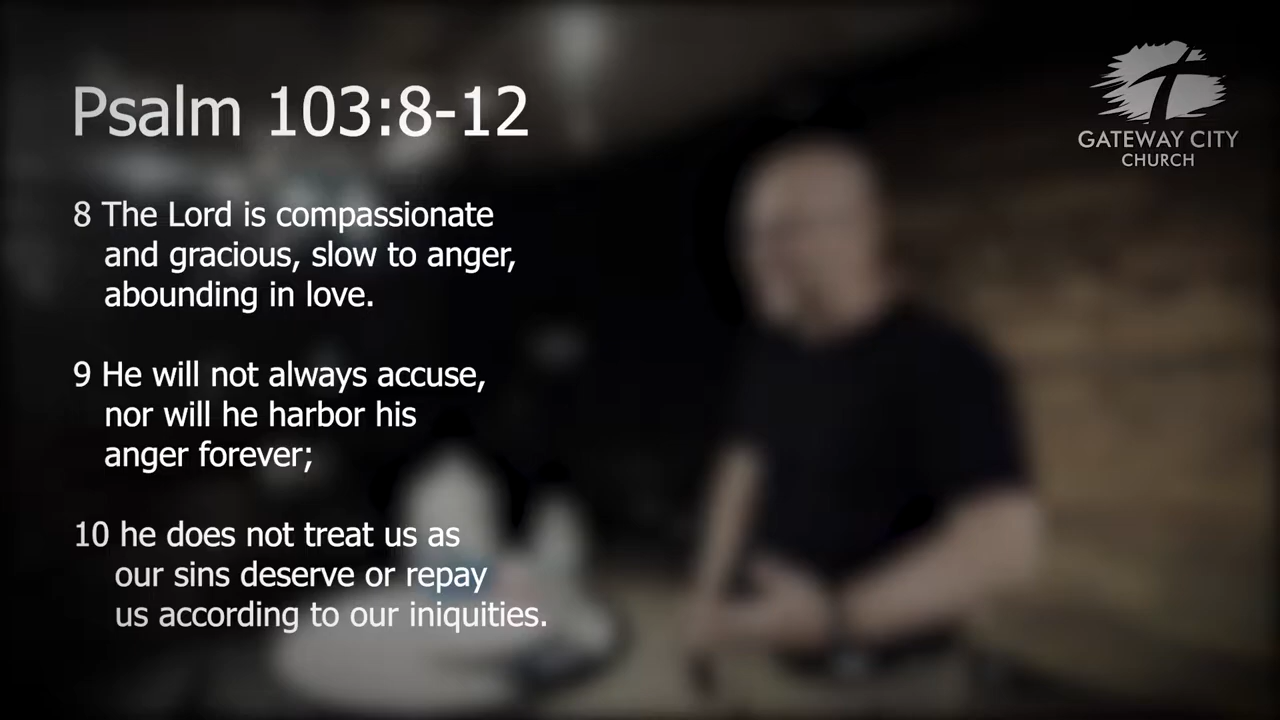 Psalm 103:8-12
GATEWAY CITY
CHURCH
8 The Lord is compassionate
and gracious, slow to anger,
abounding in love.
9 He will not always accuse,
nor will he harbor his
anger forever;
10 he does not treat us as
our sins deserve or repay
us according to our iniquities.